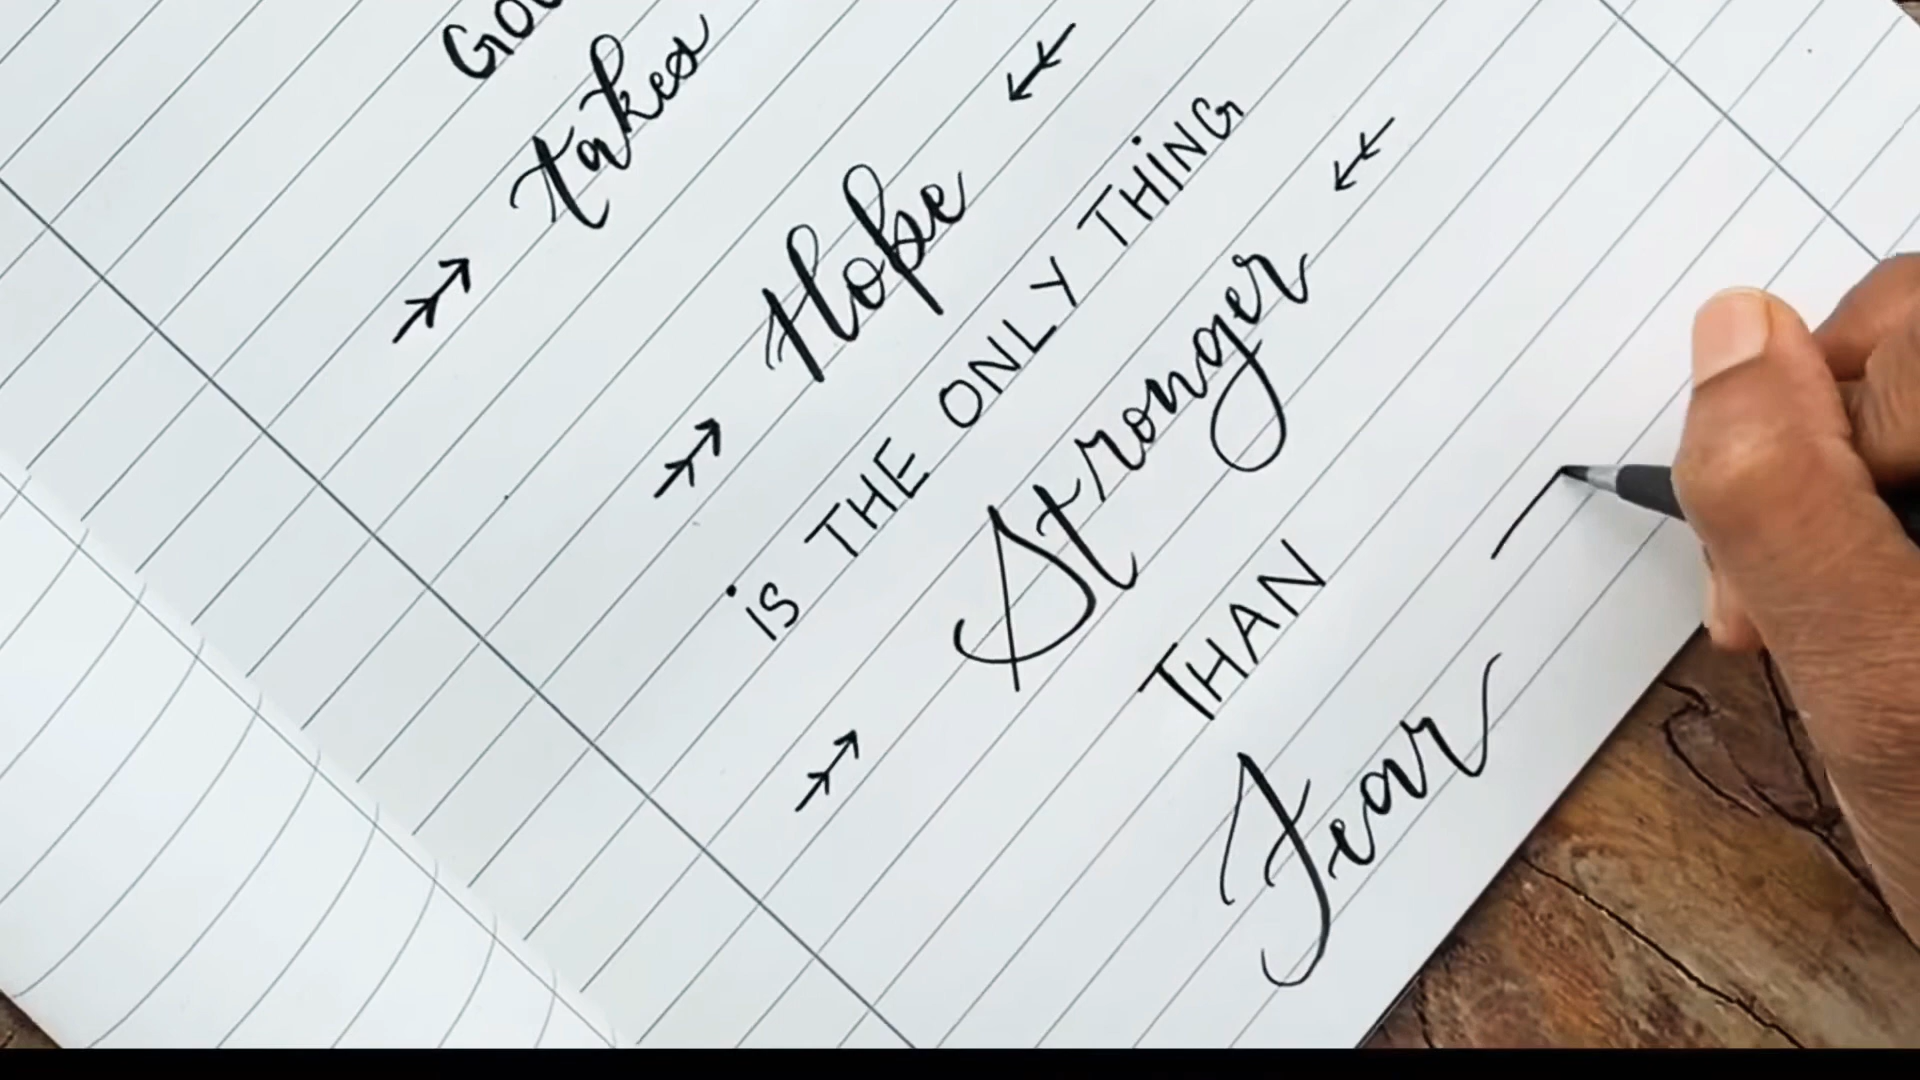 takes
Hope
iS THE ONLY THiNG
Stronger
THAN
Fear